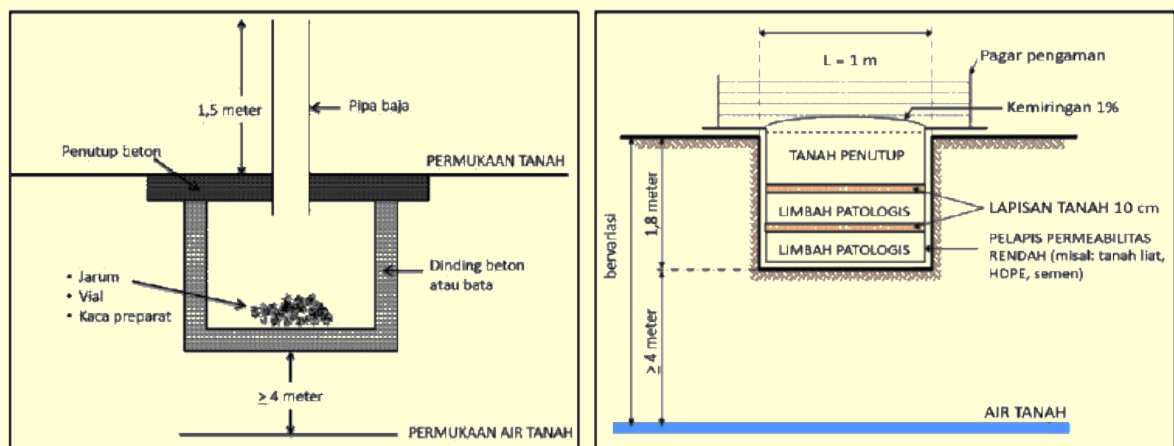 1,5 meter
Pipa baja
Penutup beton
PERMUKAAN TANAH
Dinding beton
atau bata
• Jarum
• Vial
• Kaca preparat
≥ 4 meter
PERMUKAAN AIR TANAH
L = 1 m
Pagar pengaman
Kemiringan 1%
TANAH PENUTUP
LAPISAN TANAH 10 cm
LIMBAH PATOLOGIS
LIMBAH PATOLOGIS
PELAPIS PERMEABILITAS
RENDAH (misal: tanah liat,
HDPE, semen)
bervariasi
1,8 meter
≥ 4 meter
AIR TANAH